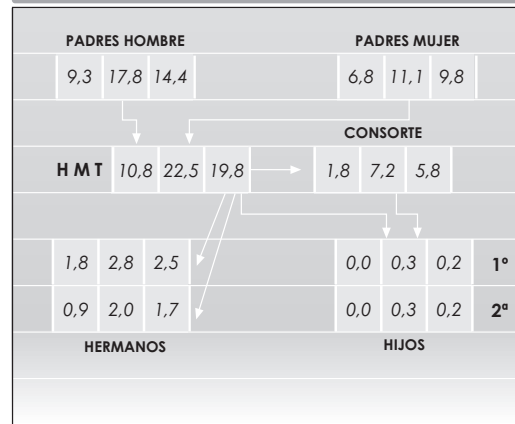 PADRES HOMBRE PADRES MUJER
9,3 17,8 14,4 6,8 11,1 9,8
CONSORTE
H M T 10,8 22,5 19,8 1,8 7,2 5,8
1,8 2,8 2,5 0,0 0,3 0,2 1º
0,9 2,0 1,7 0,0 0,3 0,2 2ª
HERMANOS HIJOS